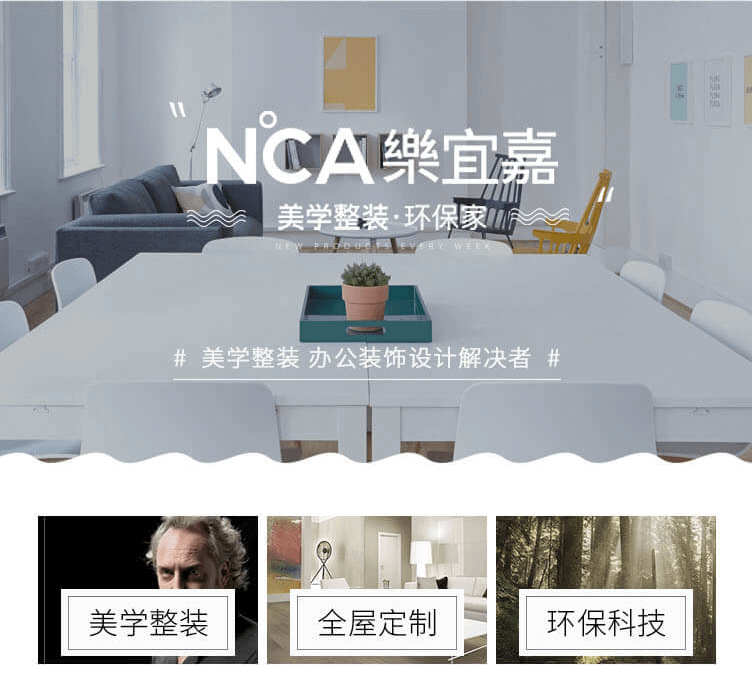 N°CA 樂宜嘉
美学整装·环保家
NEW PRODUCTS EVERY WEEK
# 美学整装 办公装饰设计解决者 #
美学整装
全屋定制
环保科技